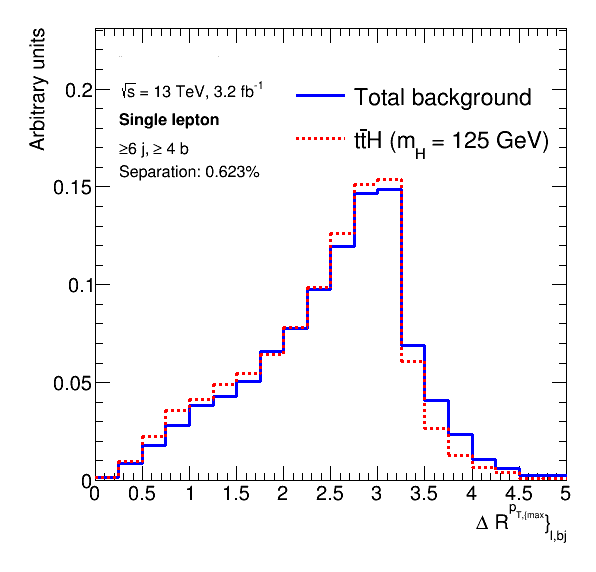 Arbitrary units
0.2
0.15
0.1
0.05
0
√s = 13 TeV, 3.2 fb⁻¹
Single lepton
≥6 j, ≥ 4 b
Separation: 0.623%
Total background
tt̄H (m_H = 125 GeV)
0 0.5 1 1.5 2 2.5 3 3.5 4 4.5 5
Δ R^{p_{T,{max}}}_{l,bj}